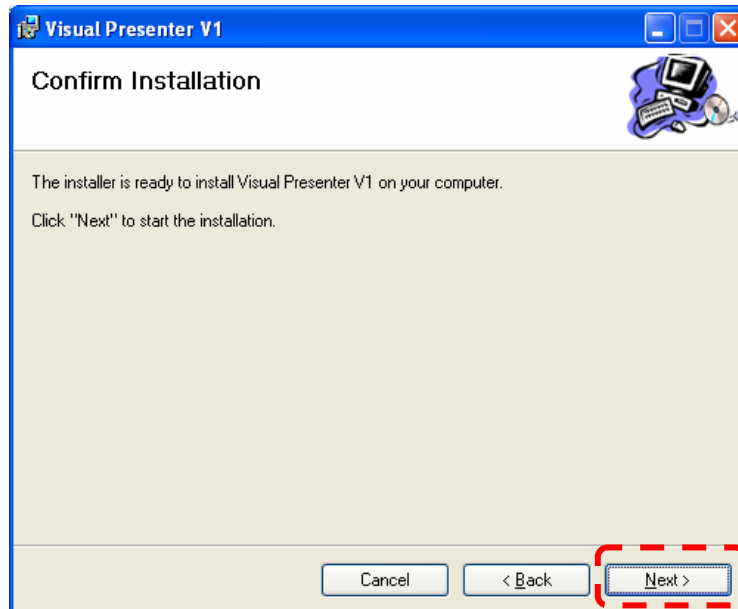 Visual Presenter V1
Confirm Installation
The installer is ready to install Visual Presenter V1 on your computer.
Click "Next" to start the installation.
Cancel
< Back
Next >